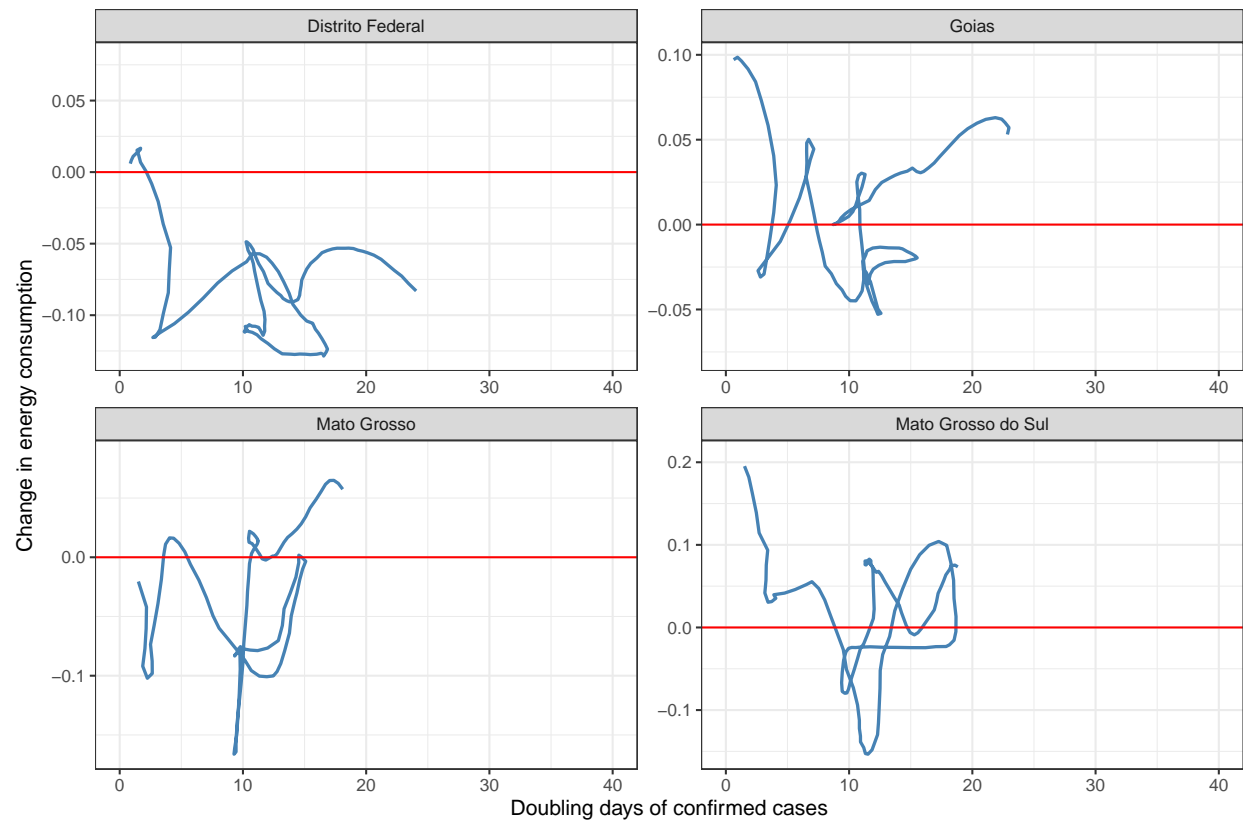 Distrito Federal
Goias
0.05
0.00
−0.05
−0.10
0.10
0.05
0.00
−0.05
0 10 20 30 40
0 10 20 30 40
Mato Grosso
Mato Grosso do Sul
0.0
−0.1
0.2
0.1
0.0
−0.1
0 10 20 30 40
0 10 20 30 40
Doubling days of confirmed cases
Change in energy consumption